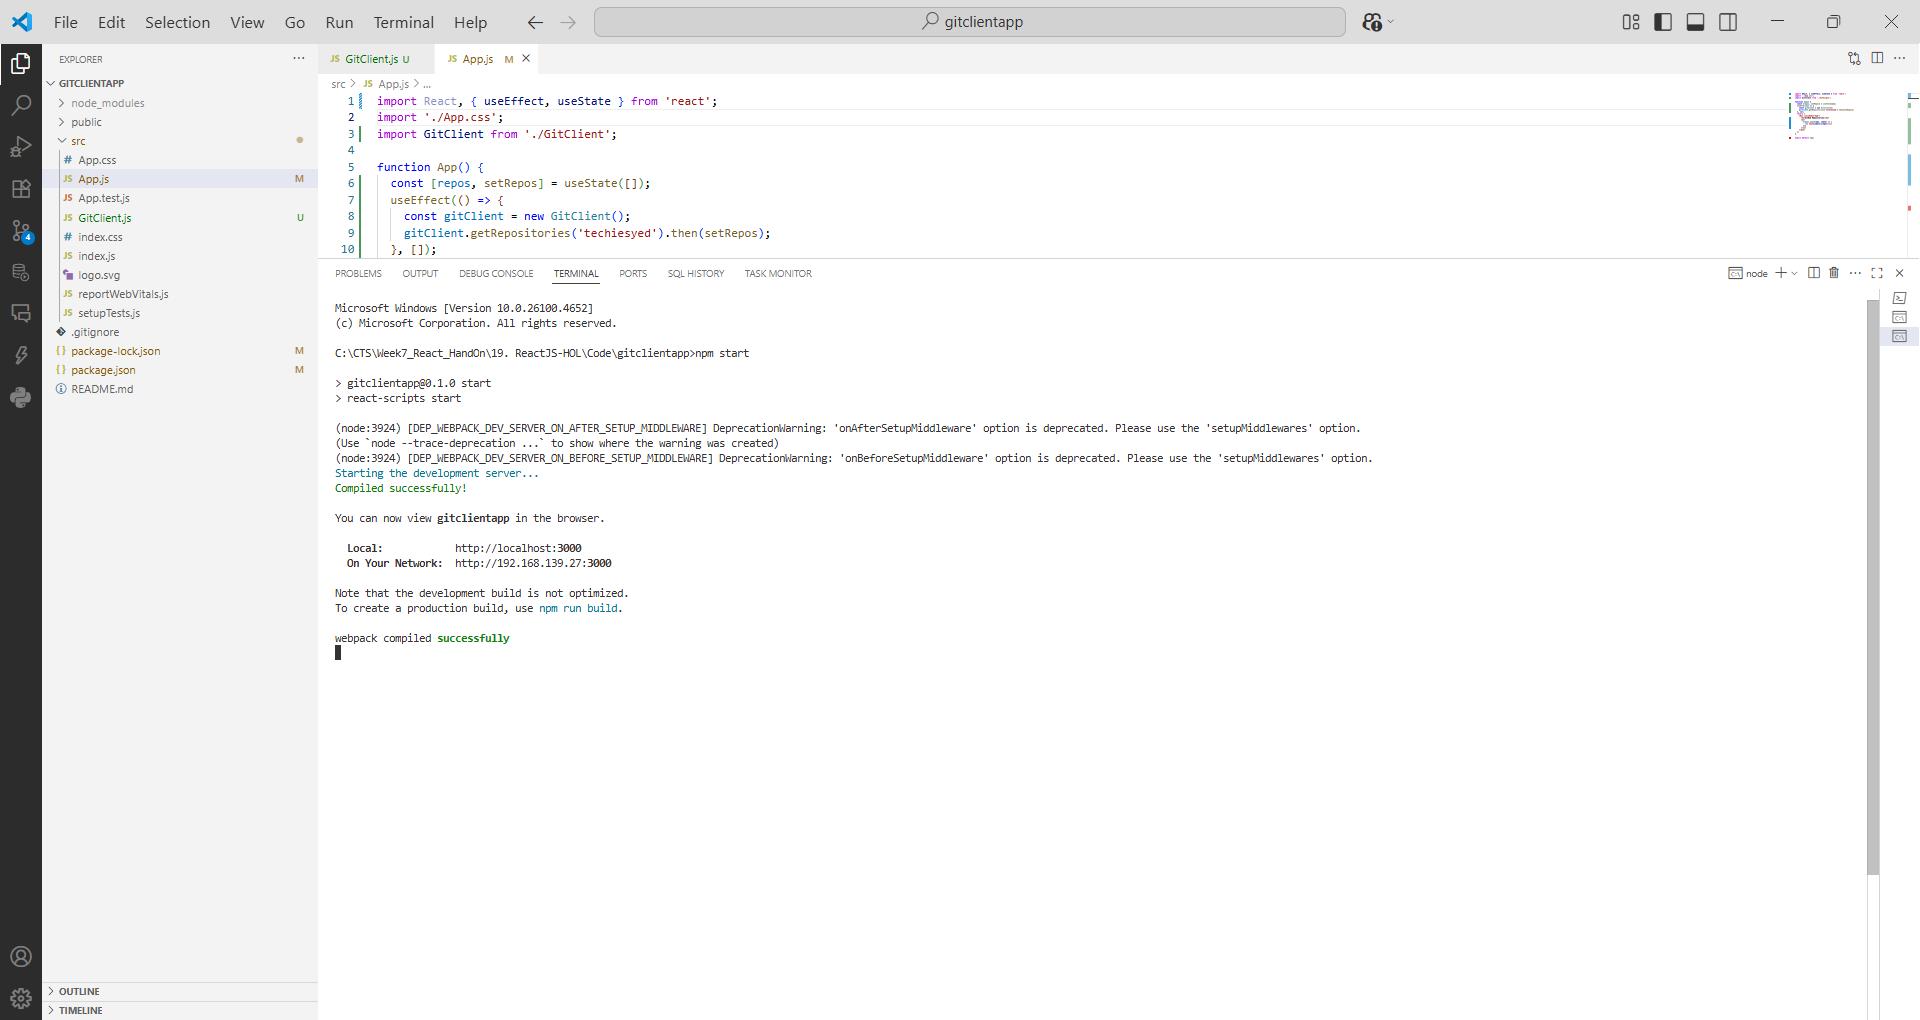 File Edit Selection View Go Run Terminal Help
gitclientapp
EXPLORER
GITCLIENTAPP
node_modules
public
src
# App.css
JS App.js M
JS App.test.js
JS GitClient.js U
# index.css
JS index.js
logo.svg
JS reportWebVitals.js
JS setupTests.js
.gitignore
{} package-lock.json M
{} package.json M
README.md
OUTLINE
TIMELINE
4
JS GitClient.js U
JS App.js M
src > JS App.js > ...
1 import React, { useEffect, useState } from 'react';
2 import './App.css';
3 import GitClient from './GitClient';
4
5 function App() {
6 const [repos, setRepos] = useState([]);
7 useEffect(() => {
8 const gitClient = new GitClient();
9 gitClient.getRepositories('techiesyed').then(setRepos);
10 }, []);
PROBLEMS OUTPUT DEBUG CONSOLE TERMINAL PORTS SQL HISTORY TASK MONITOR
node
Microsoft Windows [Version 10.0.26100.4652]
(c) Microsoft Corporation. All rights reserved.
C:\CTS\Week7_React_HandOn\19. ReactJS-HOL\Code\gitclientapp>npm start
> gitclientapp@0.1.0 start
> react-scripts start
(node:3924) [DEP_WEBPACK_DEV_SERVER_ON_AFTER_SETUP_MIDDLEWARE] DeprecationWarning: 'onAfterSetupMiddleware' option is deprecated. Please use the 'setupMiddlewares' option.
(Use `node --trace-deprecation ...` to show where the warning was created)
(node:3924) [DEP_WEBPACK_DEV_SERVER_ON_BEFORE_SETUP_MIDDLEWARE] DeprecationWarning: 'onBeforeSetupMiddleware' option is deprecated. Please use the 'setupMiddlewares' option.
Starting the development server...
Compiled successfully!
You can now view gitclientapp in the browser.
Local: http://localhost:3000
On Your Network: http://192.168.139.27:3000
Note that the development build is not optimized.
To create a production build, use npm run build.
webpack compiled successfully